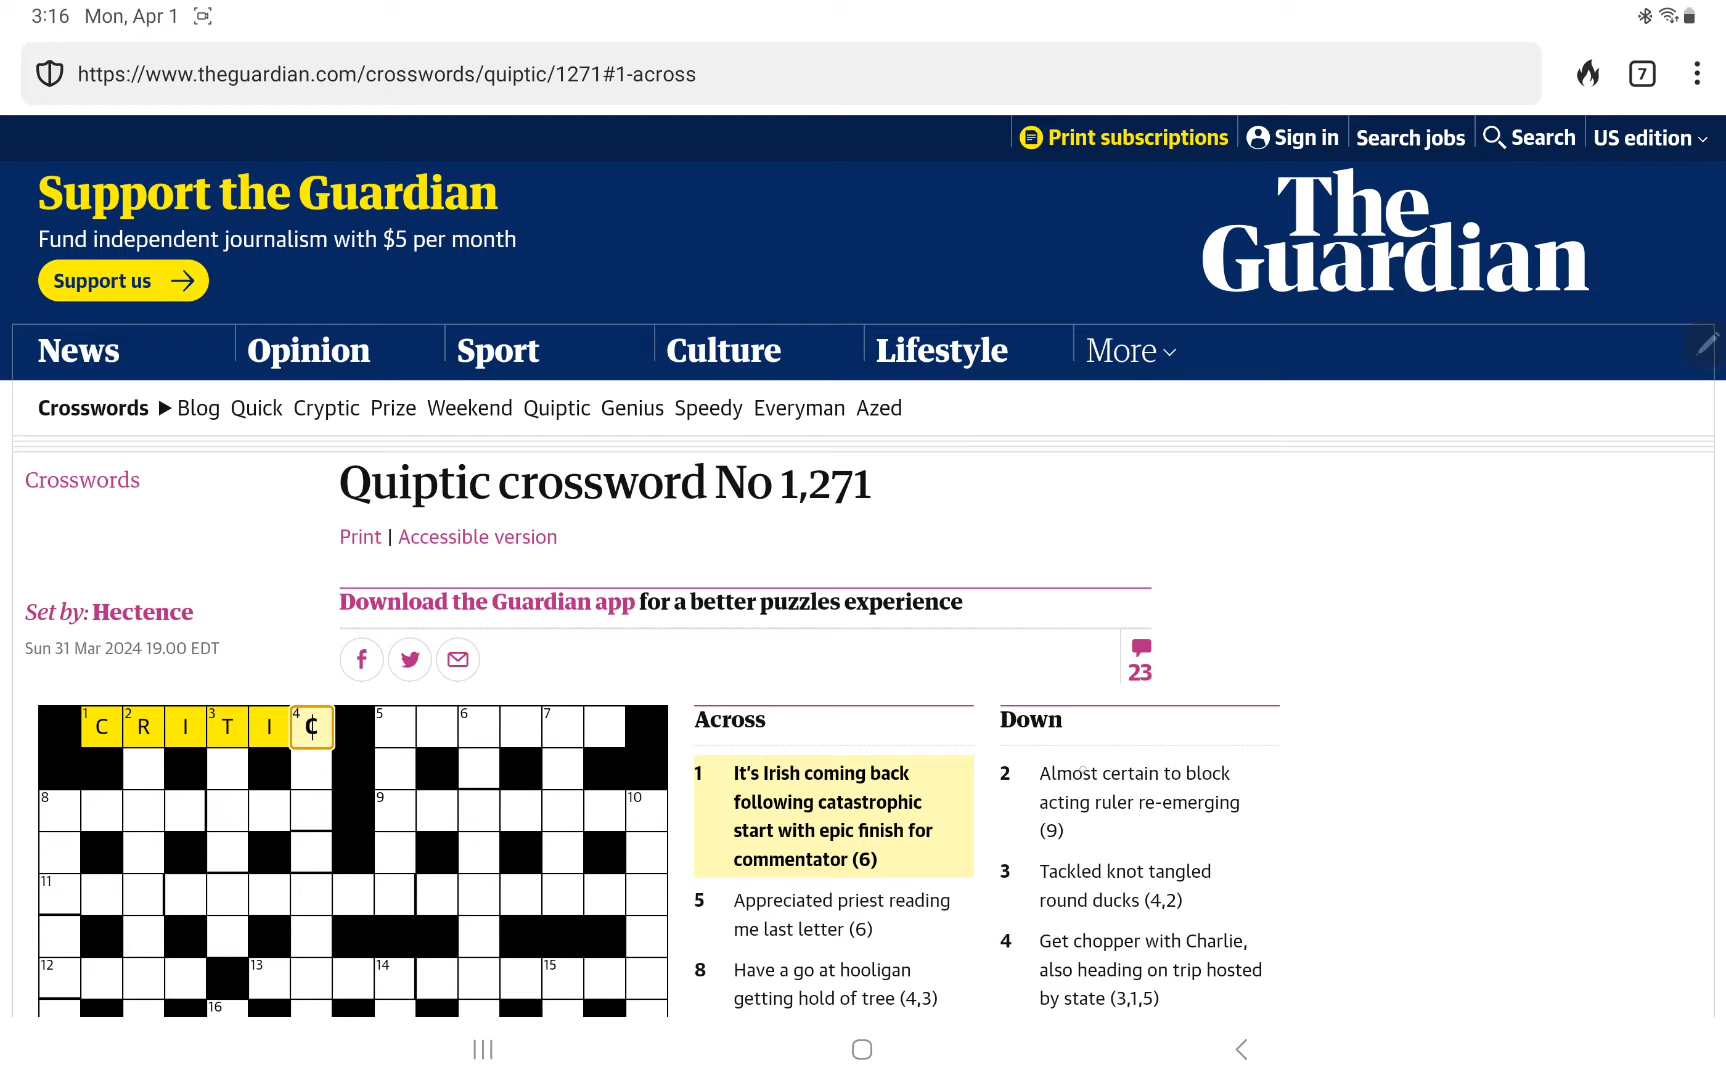 3:16 Mon, Apr 1
https://www.theguardian.com/crosswords/quiptic/1271#1-across
7
Print subscriptions Sign in Search jobs Search US edition
Support the Guardian
Fund independent journalism with $5 per month
Support us
The
Guardian
News Opinion Sport Culture Lifestyle More
Crosswords Blog Quick Cryptic Prize Weekend Quiptic Genius Speedy Everyman Azed
Crosswords
Quiptic crossword No 1,271
Print | Accessible version
Set by: Hectence
Sun 31 Mar 2024 19.00 EDT
Download the Guardian app for a better puzzles experience
23
1 2 3 4 5 6 7
C R I T I C
8 9 10
11
12 13 14 15
16
Across
1 It's Irish coming back
following catastrophic
start with epic finish for
commentator (6)
5 Appreciated priest reading
me last letter (6)
8 Have a go at hooligan
getting hold of tree (4,3)
Down
2 Almost certain to block
acting ruler re-emerging
(9)
3 Tackled knot tangled
round ducks (4,2)
4 Get chopper with Charlie,
also heading on trip hosted
by state (3,1,5)